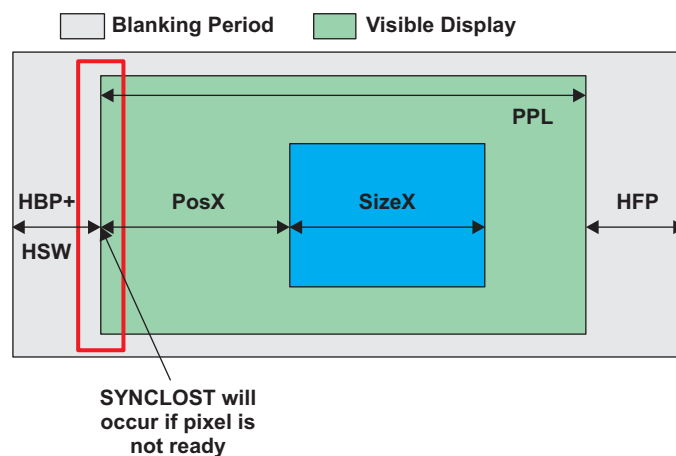 Blanking Period
Visible Display
PPL
HBP+
HSW
PosX
SizeX
HFP
SYNCLOST will
occur if pixel is
not ready